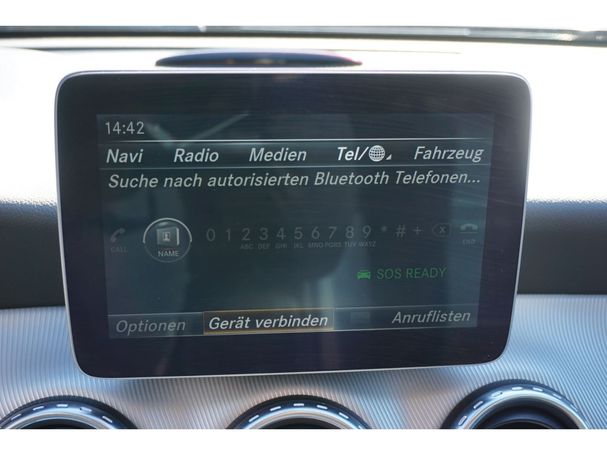 14:42
Navi Radio Medien Tel/ Fahrzeug
Suche nach autorisierten Bluetooth Telefonen...
0 1 2 3 4 5 6 7 8 9 * # +
ABC DEF GHI JKL MNO PQRS TUV WXYZ
CALL NAME END
SOS READY
Optionen Gerät verbinden Anruflisten